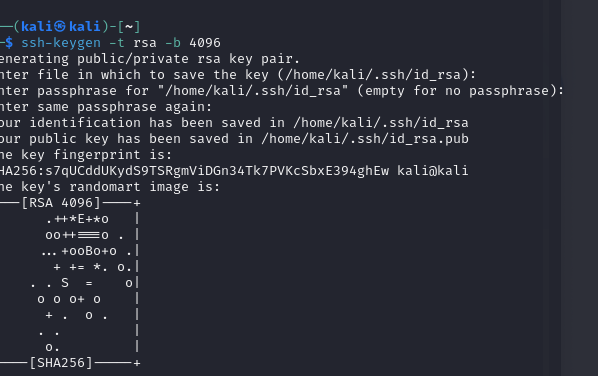 ──(kali㉿kali)-[~]
─$ ssh-keygen -t rsa -b 4096
enerating public/private rsa key pair.
nter file in which to save the key (/home/kali/.ssh/id_rsa):
nter passphrase for "/home/kali/.ssh/id_rsa" (empty for no passphrase):
nter same passphrase again:
our identification has been saved in /home/kali/.ssh/id_rsa
our public key has been saved in /home/kali/.ssh/id_rsa.pub
he key fingerprint is:
HA256:s7qUCddUKydS9TSRgmViDGn34Tk7PVKcSbxE394ghEw kali@kali
he key's randomart image is:
---[RSA 4096]----+
      .++*E+*o   |
      oo++===o . |
     ...+ooBo+o .|
       + += *. o.|
    . . S  =    o|
     o o o+ o    |
      + .  o .   |
     . .         |
      o.         |
----[SHA256]-----+